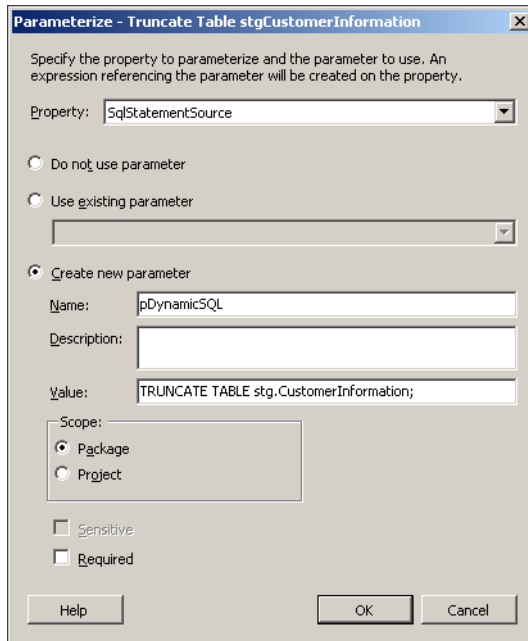 Parameterize - Truncate Table stgCustomerInformation
Specify the property to parameterize and the parameter to use. An
expression referencing the parameter will be created on the property.
Property: SqlStatementSource
Do not use parameter
Use existing parameter
Create new parameter
Name: pDynamicSQL
Description:
Value: TRUNCATE TABLE stg.CustomerInformation;
Scope:
Package
Project
Sensitive
Required
Help OK Cancel